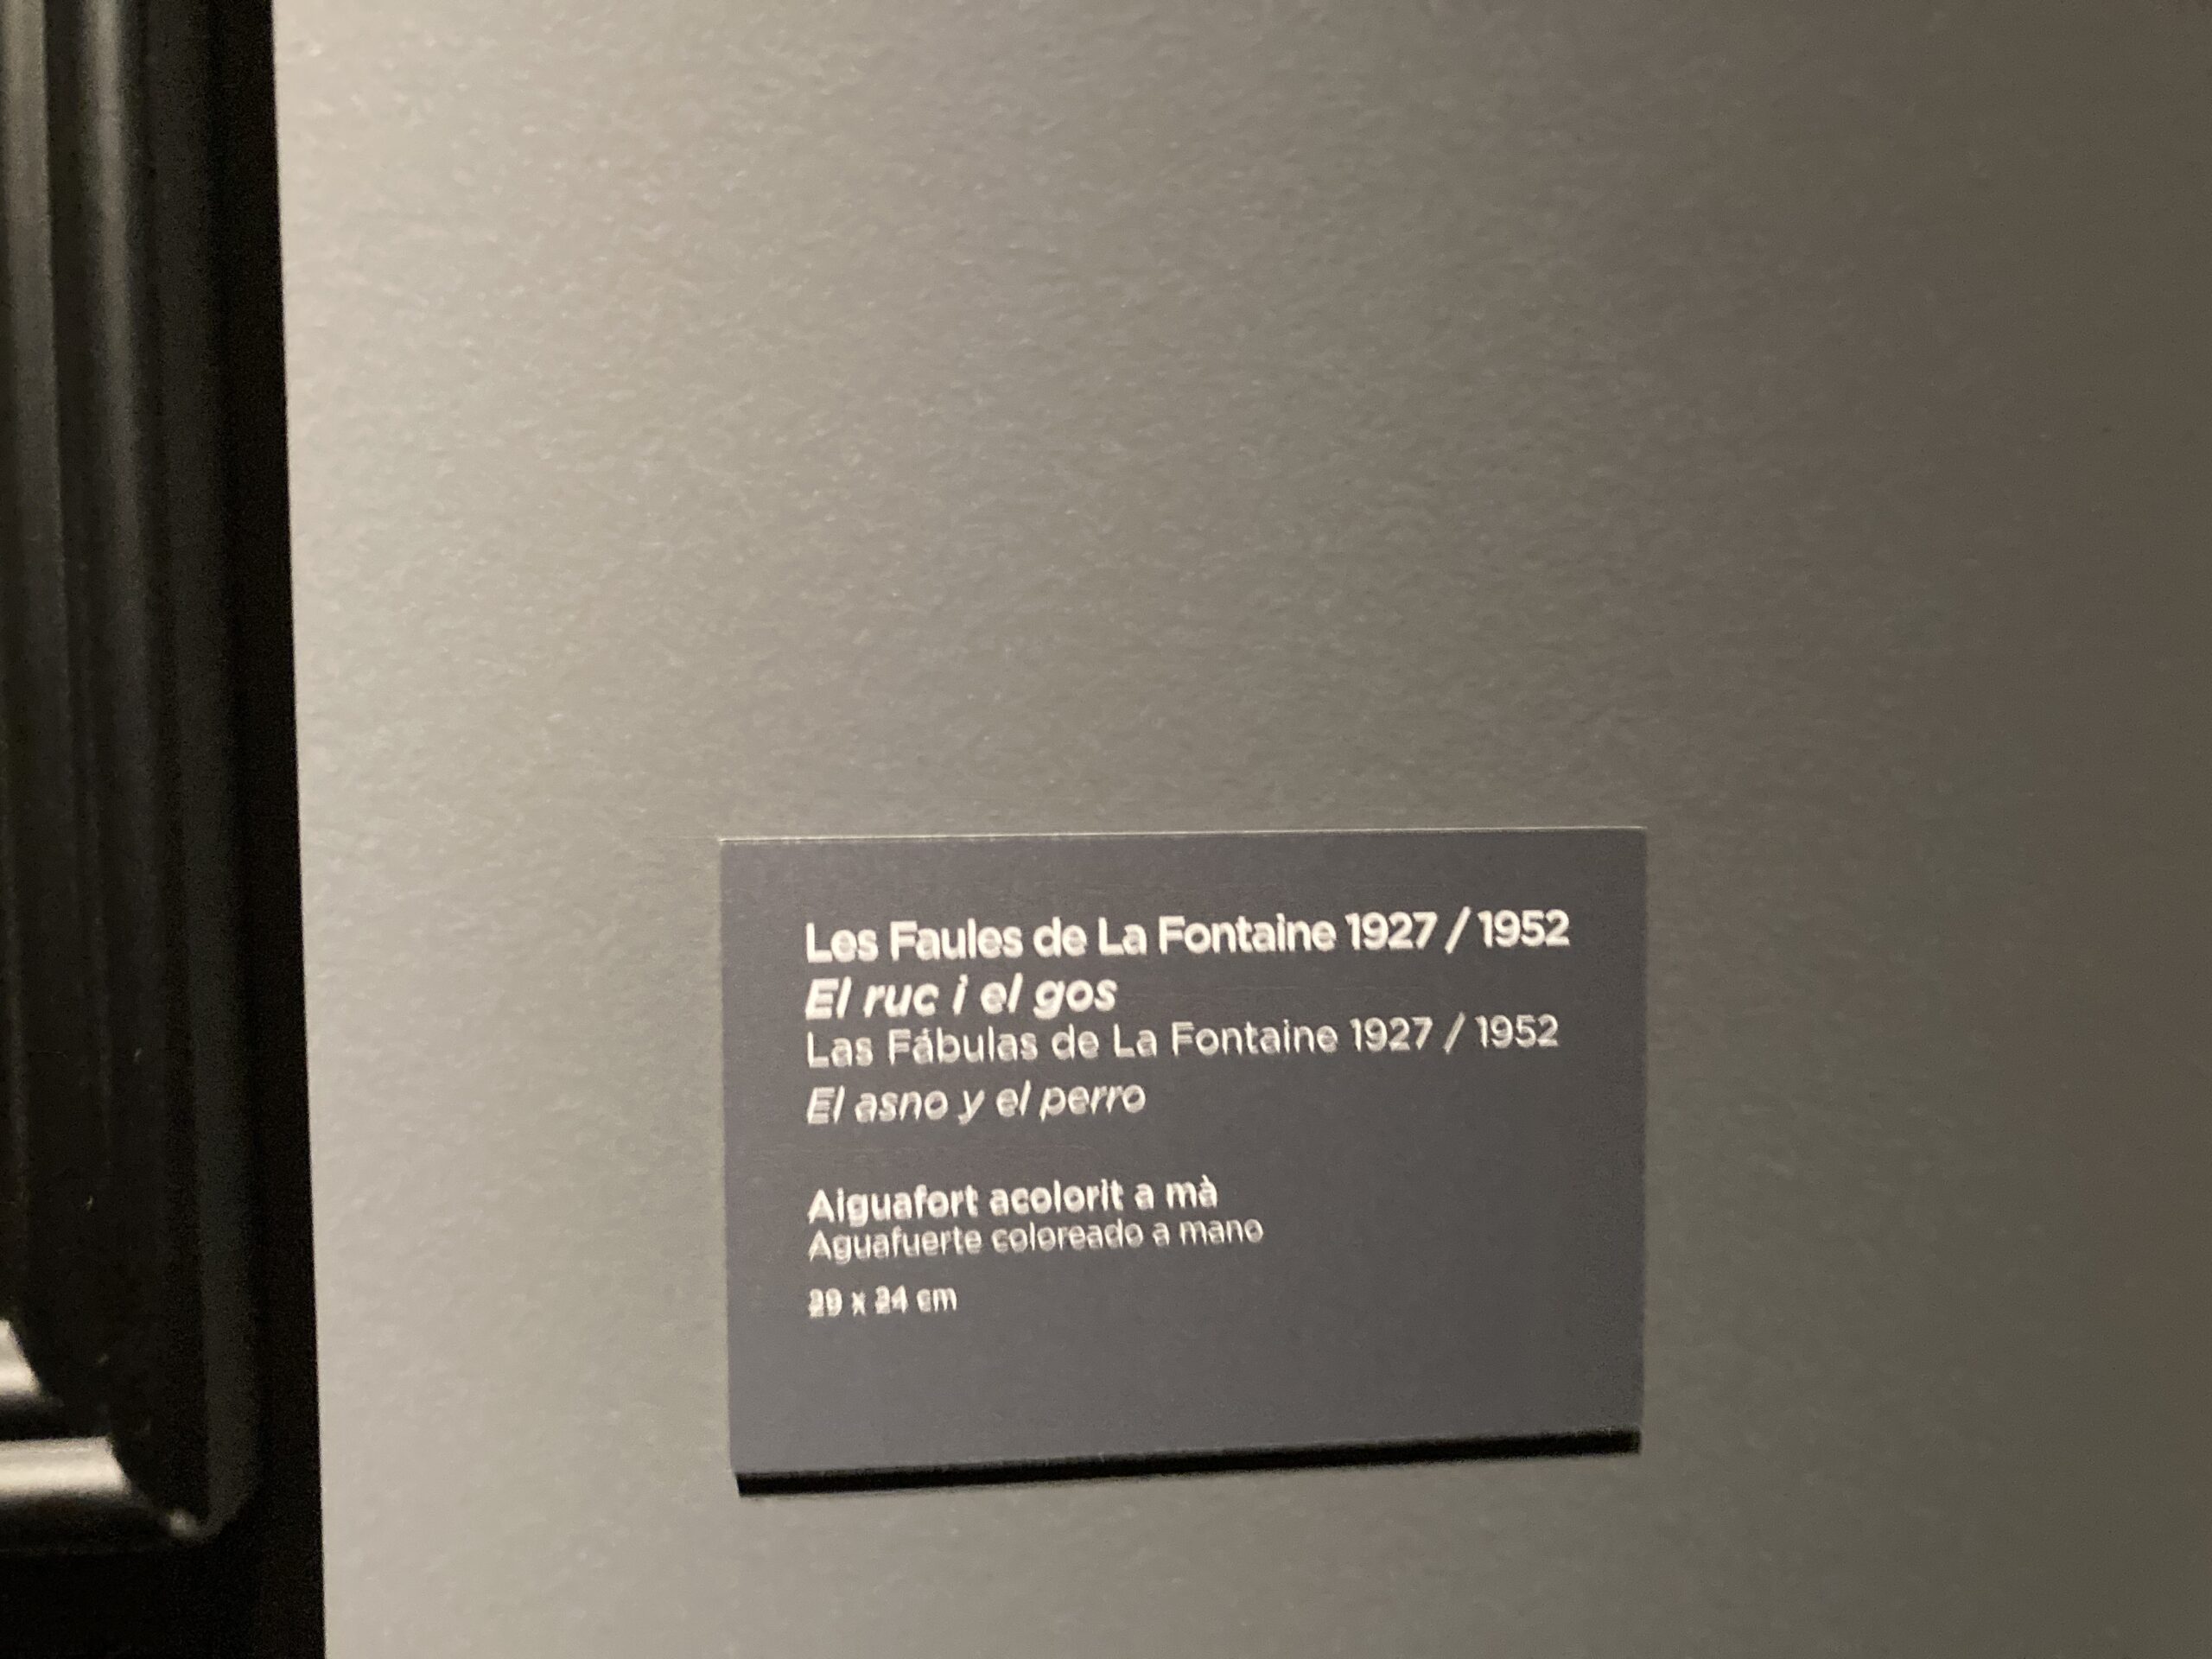 Les Faules de La Fontaine 1927 / 1952
El ruc i el gos
Las Fábulas de La Fontaine 1927 / 1952
El asno y el perro
Aiguafort acolorit a mà
Aguafuerte coloreado a mano
29 x 24 cm